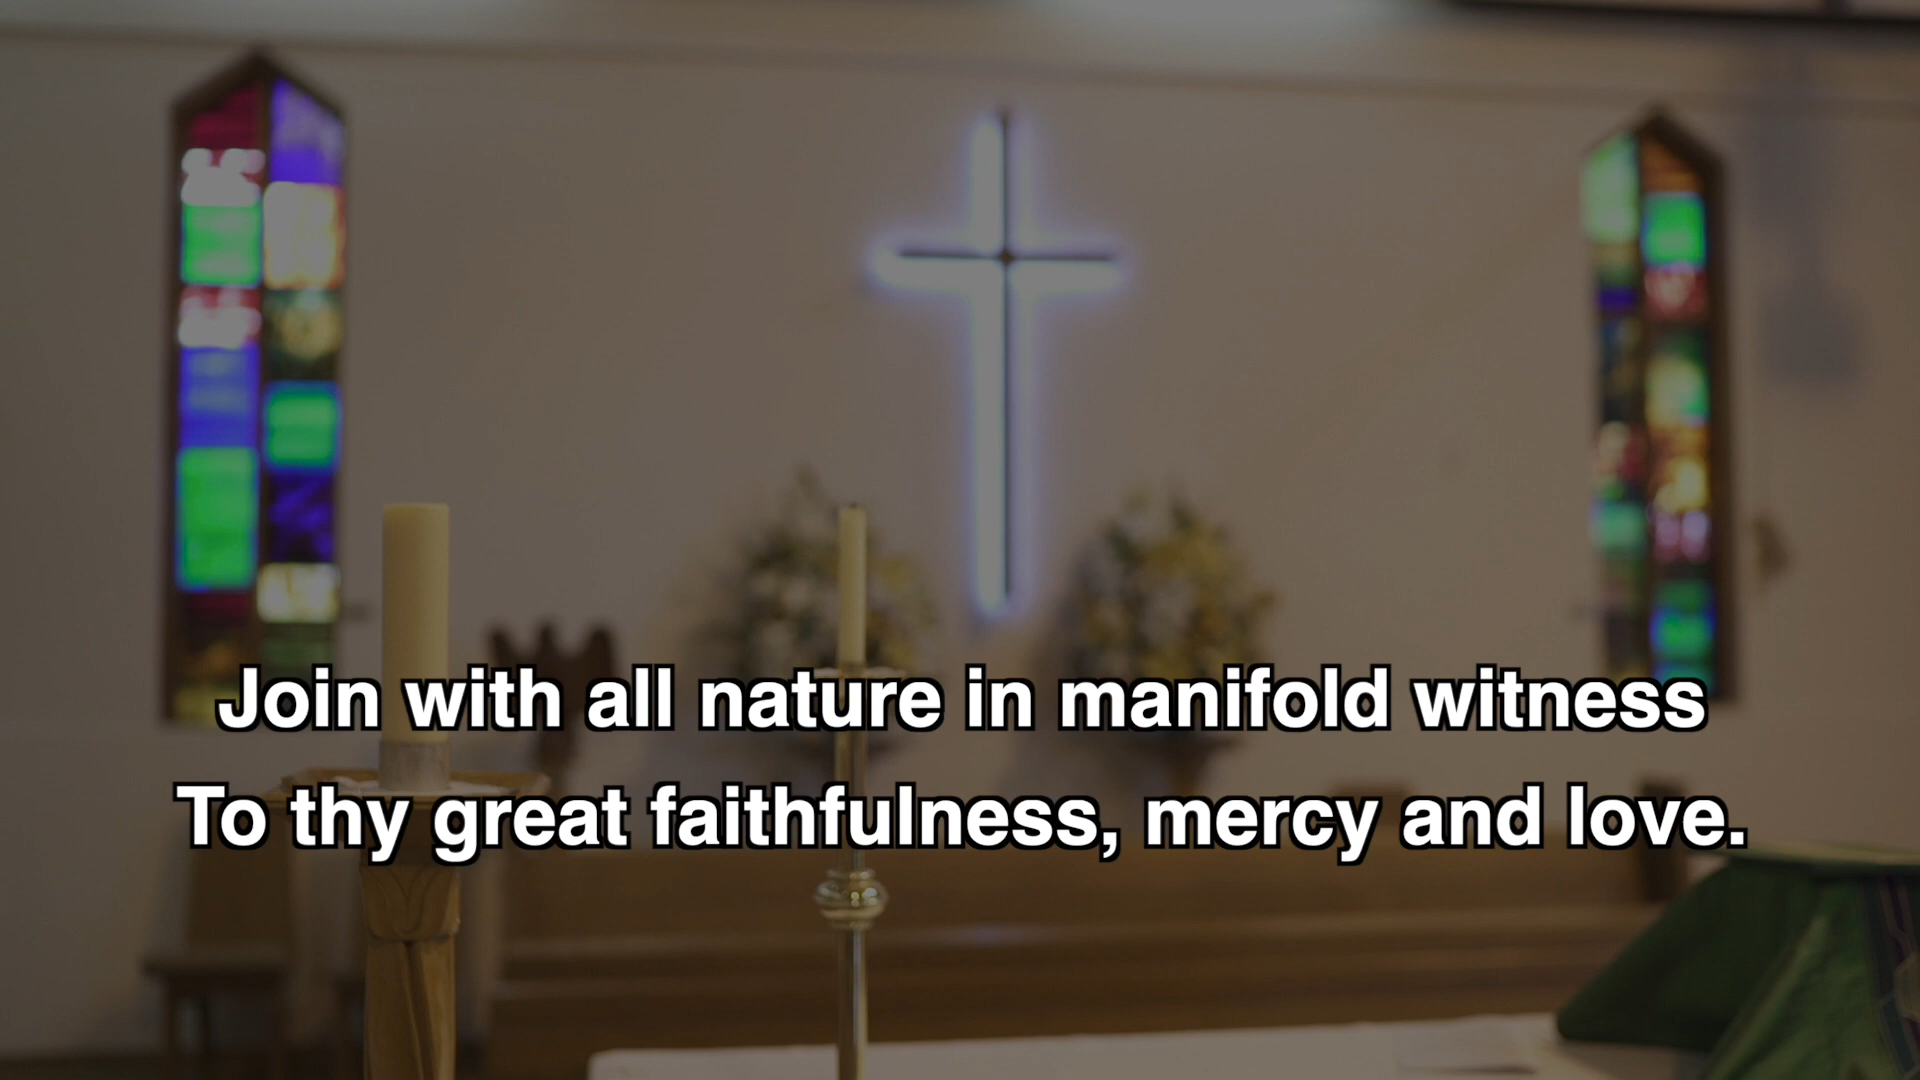 Join with all nature in manifold witness
To thy great faithfulness, mercy and love.